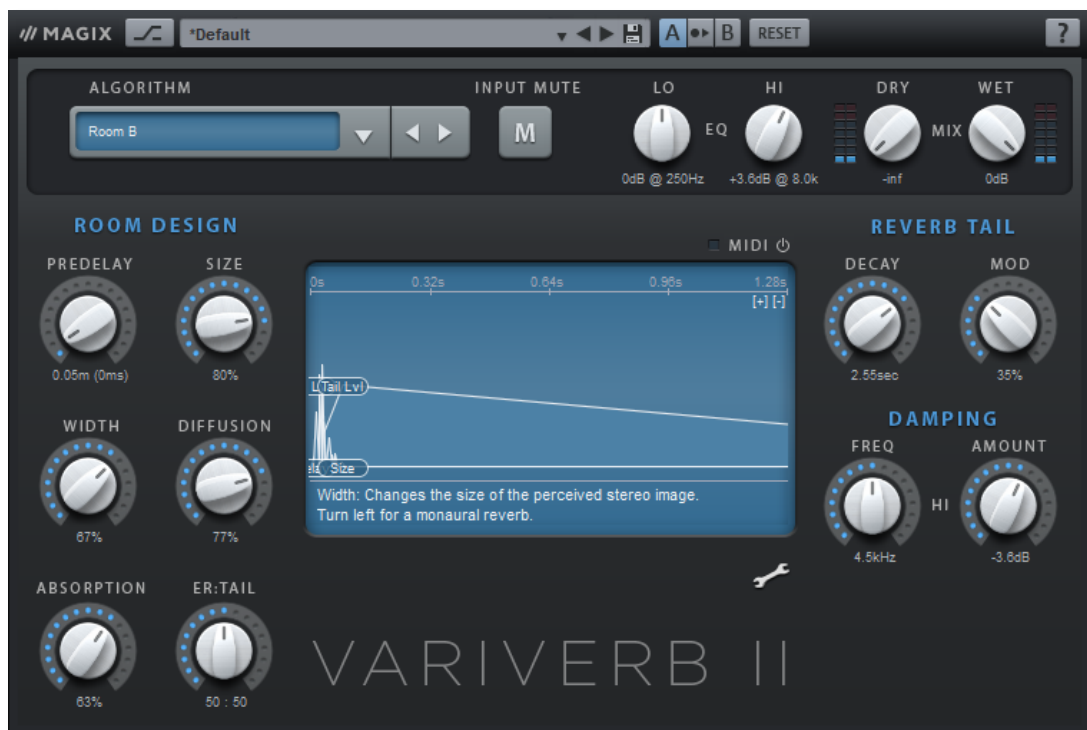 MAGIX *Default A B RESET ?
ALGORITHM INPUT MUTE LO HI DRY WET
Room B M EQ MIX
0dB @ 250Hz +3.6dB @ 8.0k -inf 0dB
ROOM DESIGN REVERB TAIL
MIDI
PREDELAY SIZE DECAY MOD
0s 0.32s 0.64s 0.96s 1.28s
[+] [-]
0.05m (0ms) 80% 2.55sec 35%
L Tail Lvl
WIDTH DIFFUSION DAMPING
FREQ AMOUNT
Size
Width: Changes the size of the perceived stereo image.
Turn left for a monaural reverb.
HI
67% 77% 4.5kHz -3.6dB
ABSORPTION ER:TAIL
VARIVERB II
63% 50 : 50